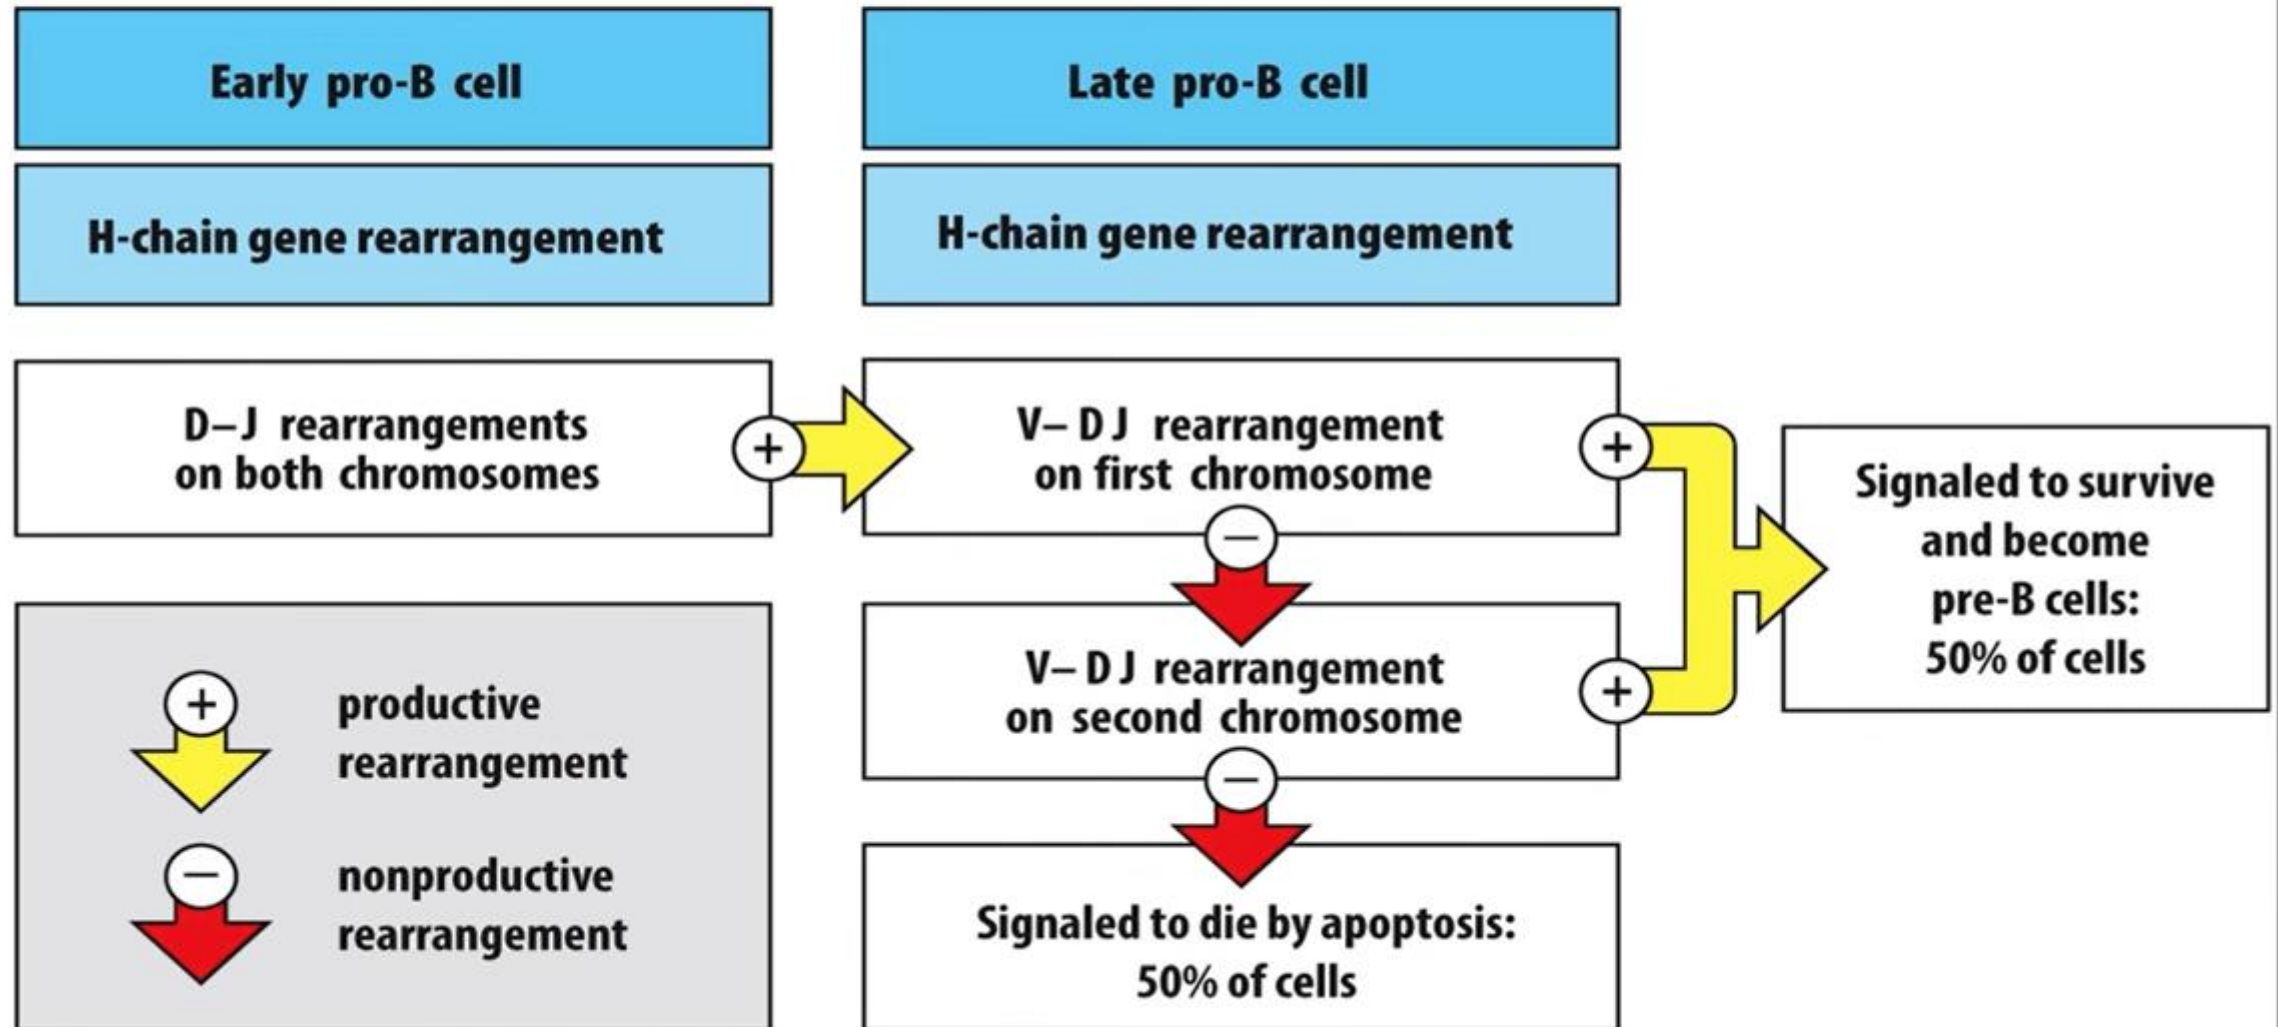 Early pro-B cell
H-chain gene rearrangement
D–J rearrangements
on both chromosomes
+
+
productive
rearrangement
–
nonproductive
rearrangement
Late pro-B cell
H-chain gene rearrangement
V–DJ rearrangement
on first chromosome
+
–
V–DJ rearrangement
on second chromosome
+
–
Signaled to die by apoptosis:
50% of cells
Signaled to survive
and become
pre-B cells:
50% of cells